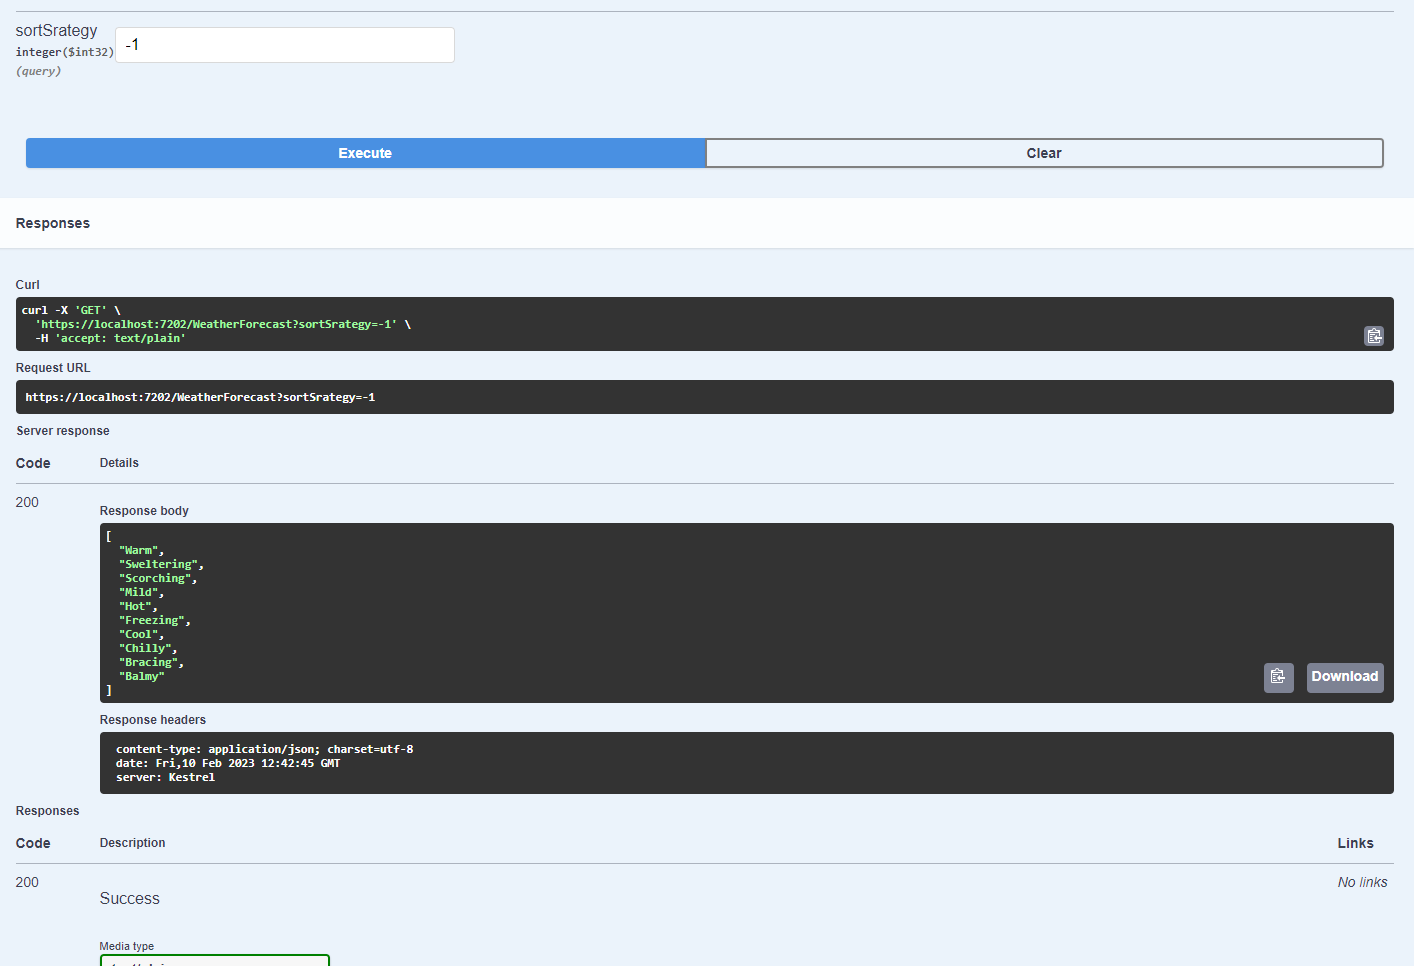 sortSrategy
integer($int32)
(query)
-1
Execute
Clear
Responses
Curl
curl -X 'GET' \
'https://localhost:7202/WeatherForecast?sortSrategy=-1' \
-H 'accept: text/plain'
Request URL
https://localhost:7202/WeatherForecast?sortSrategy=-1
Server response
Code Details
200
Response body
[
"Warm",
"Sweltering",
"Scorching",
"Mild",
"Hot",
"Freezing",
"Cool",
"Chilly",
"Bracing",
"Balmy"
]
Download
Response headers
content-type: application/json; charset=utf-8
date: Fri,10 Feb 2023 12:42:45 GMT
server: Kestrel
Responses
Code Description Links
200 No links
Success
Media type